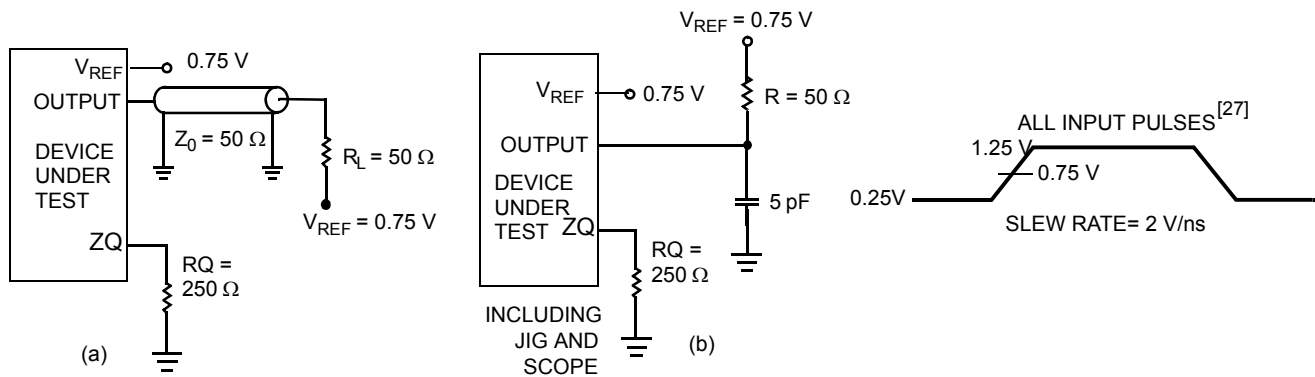 V_REF 0.75 V
OUTPUT
Z_0 = 50 Ω
DEVICE
UNDER
TEST
R_L = 50 Ω
V_REF = 0.75 V
ZQ
RQ =
250 Ω
(a)
V_REF = 0.75 V
R = 50 Ω
V_REF 0.75 V
OUTPUT
DEVICE
UNDER
TEST
5 pF
ZQ
RQ =
250 Ω
INCLUDING
JIG AND
SCOPE
(b)
ALL INPUT PULSES[27]
1.25 V
0.75 V
0.25V
SLEW RATE= 2 V/ns